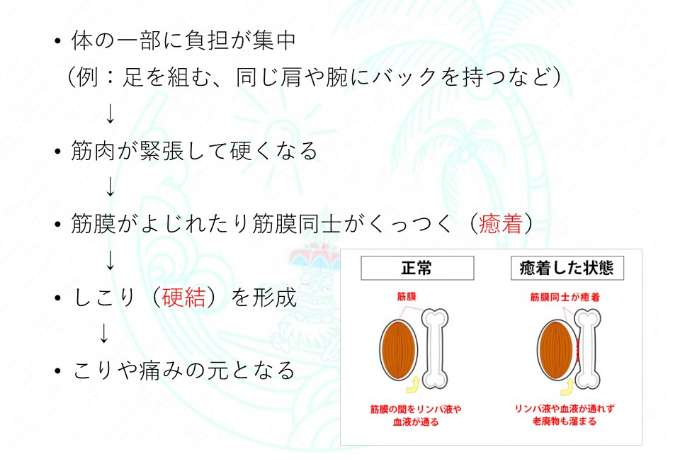 • 体の一部に負担が集中
（例：足を組む、同じ肩や腕にバックを持つなど）
↓
• 筋肉が緊張して硬くなる
↓
• 筋膜がよじれたり筋膜同士がくっつく（癒着）
↓
• しこり（硬結）を形成
↓
• こりや痛みの元となる
正常
筋膜
筋膜の間をリンパ液や
血液が通る
癒着した状態
筋膜同士が癒着
リンパ液や血液が通れず
老廃物も溜まる